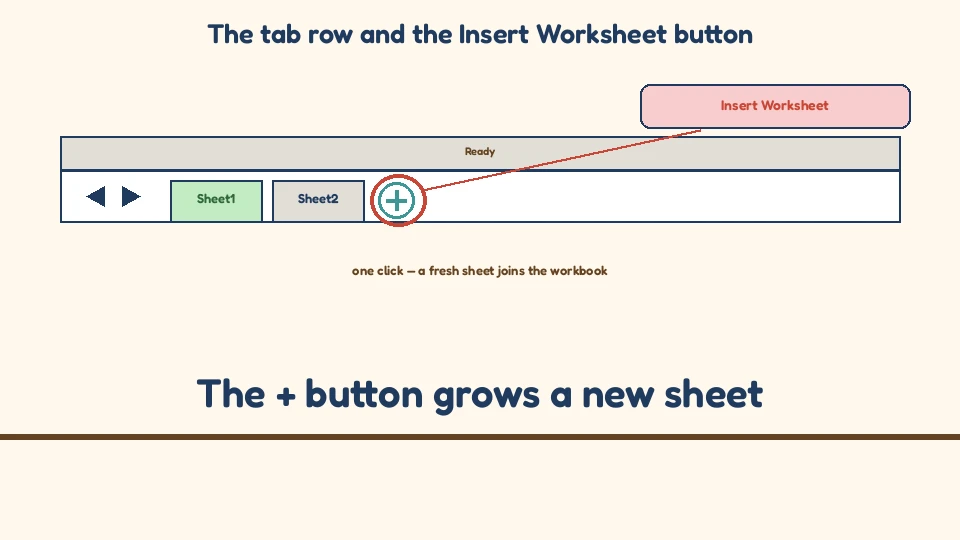 The tab row and the Insert Worksheet button
Insert Worksheet
Ready
Sheet1
Sheet2
one click — a fresh sheet joins the workbook
The + button grows a new sheet